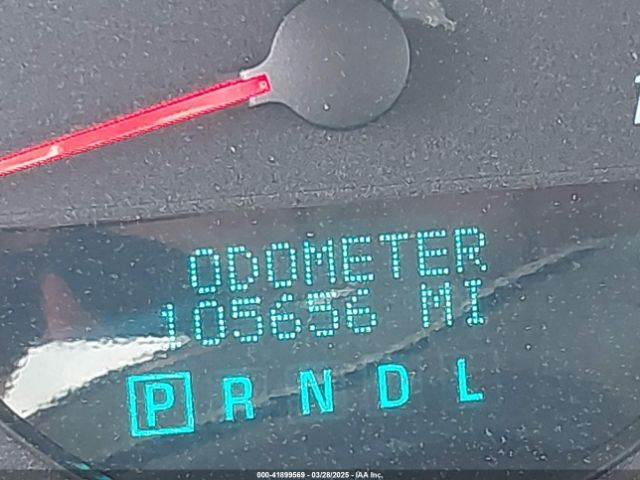 ODOMETER
105656 MI
P R N D L
000-41899569 - 03/28/2025 - IAA Inc.